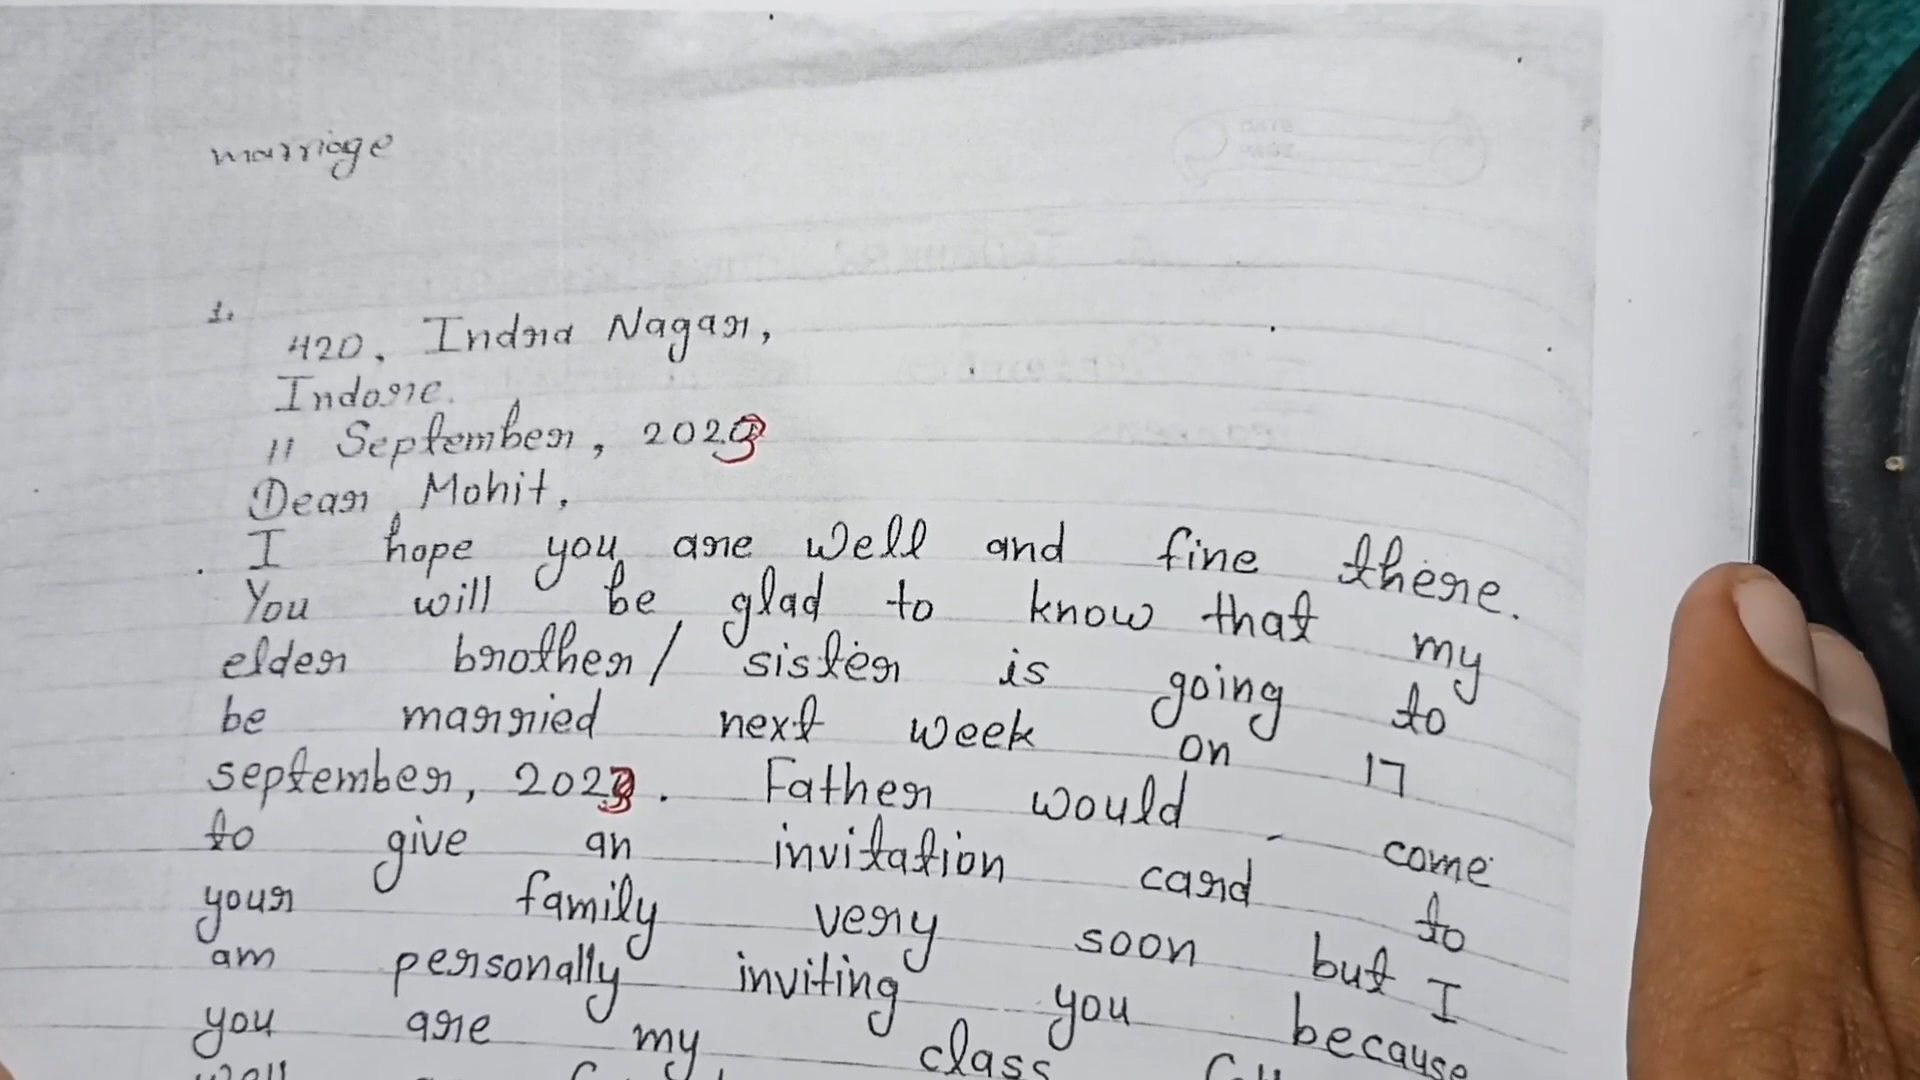 marriage
1.
420, Indra Nagar,
Indore.
11 September, 2023
Dear Mohit,
I hope you are well and fine there.
You will be glad to know that my
elder brother/ sister is going to
be married next week on 17
september, 2023. Father would come
to give an invitation card to
your family very soon but I
am personally inviting you because
you are my class
well